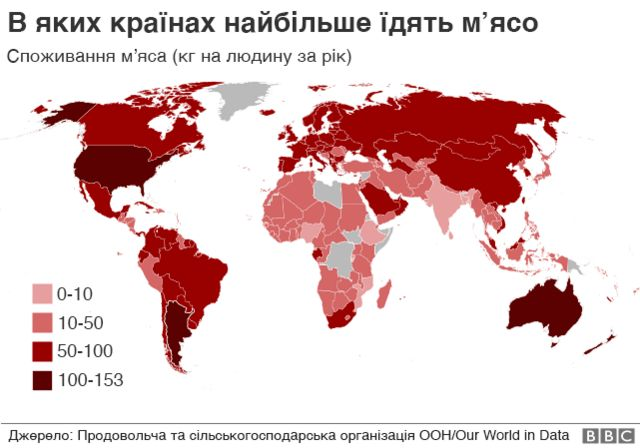 В яких країнах найбільше їдять м’ясо
Споживання м’яса (кг на людину за рік)
0-10
10-50
50-100
100-153
Джерело: Продовольча та сільськогосподарська організація ООН/Our World in Data BBC